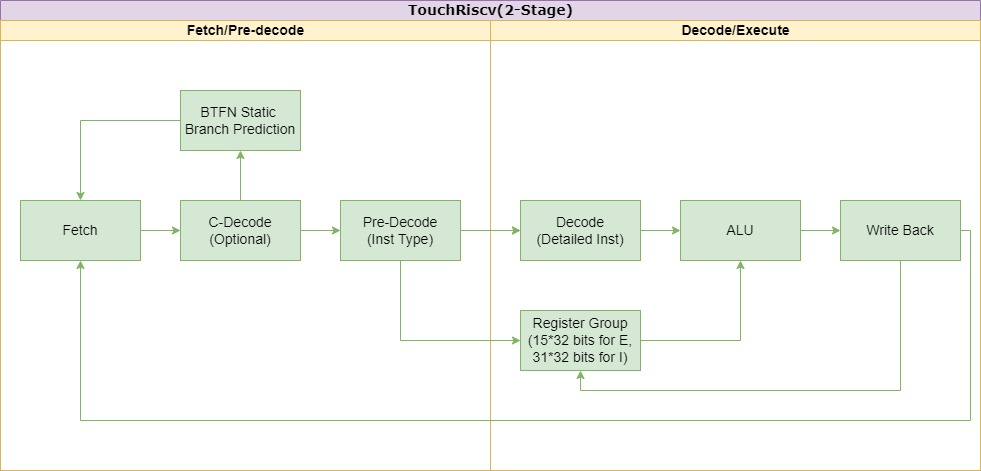 TouchRiscv(2-Stage)
Fetch/Pre-decode
Decode/Execute
BTFN Static
Branch Prediction
Fetch
C-Decode
(Optional)
Pre-Decode
(Inst Type)
Decode
(Detailed Inst)
ALU
Write Back
Register Group
(15*32 bits for E,
31*32 bits for I)